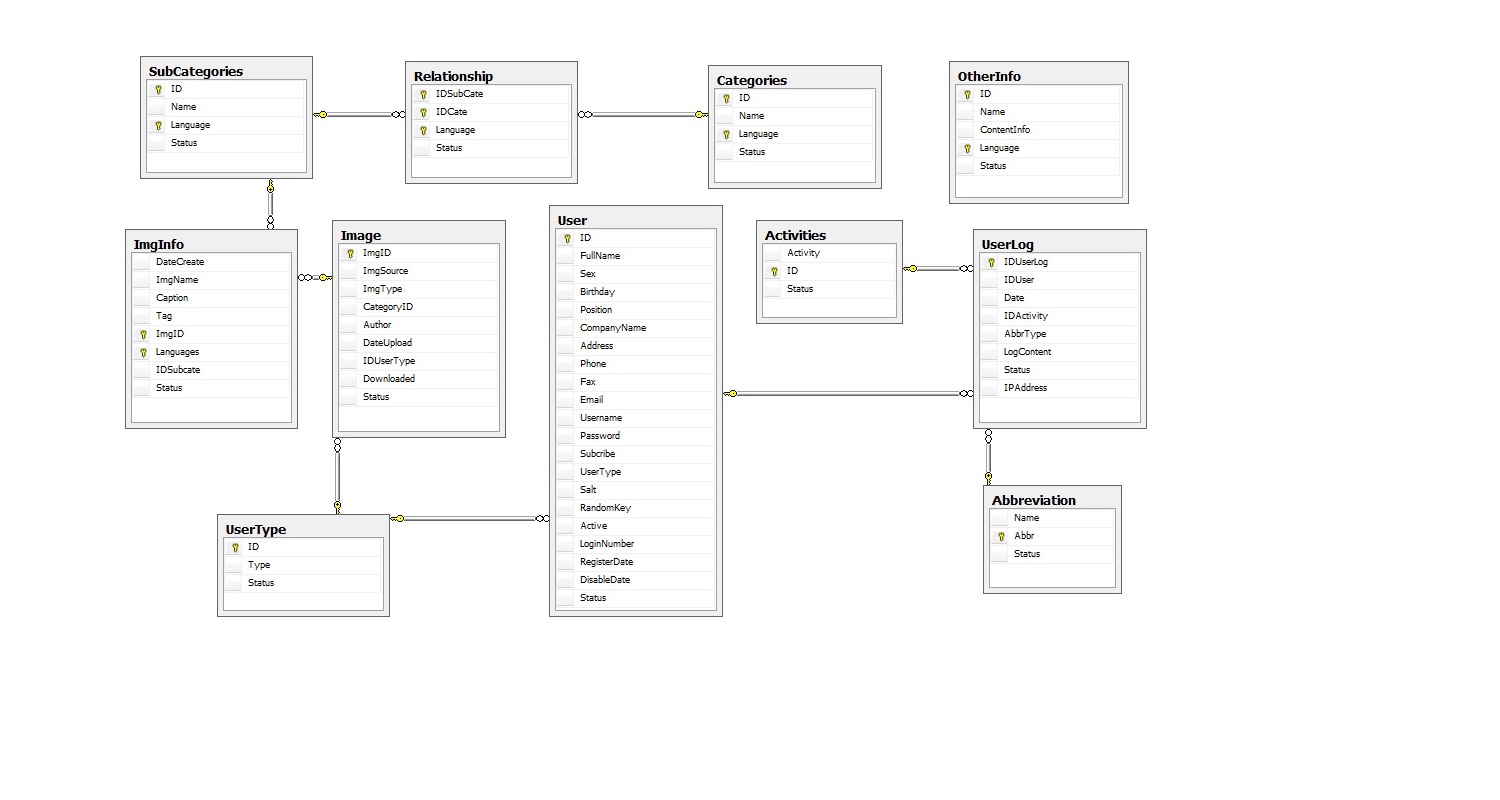 SubCategories
ID
Name
Language
Status
Relationship
IDSubCate
IDCate
Language
Status
Categories
ID
Name
Language
Status
OtherInfo
ID
Name
ContentInfo
Language
Status
ImgInfo
DateCreate
ImgName
Caption
Tag
ImgID
Languages
IDSubcate
Status
Image
ImgID
ImgSource
ImgType
CategoryID
Author
DateUpload
IDUserType
Downloaded
Status
User
ID
FullName
Sex
Birthday
Position
CompanyName
Address
Phone
Fax
Email
Username
Password
Subcribe
UserType
Salt
RandomKey
Active
LoginNumber
RegisterDate
DisableDate
Status
Activities
Activity
ID
Status
UserLog
IDUserLog
IDUser
Date
IDActivity
AbbrType
LogContent
Status
IPAddress
UserType
ID
Type
Status
Abbreviation
Name
Abbr
Status